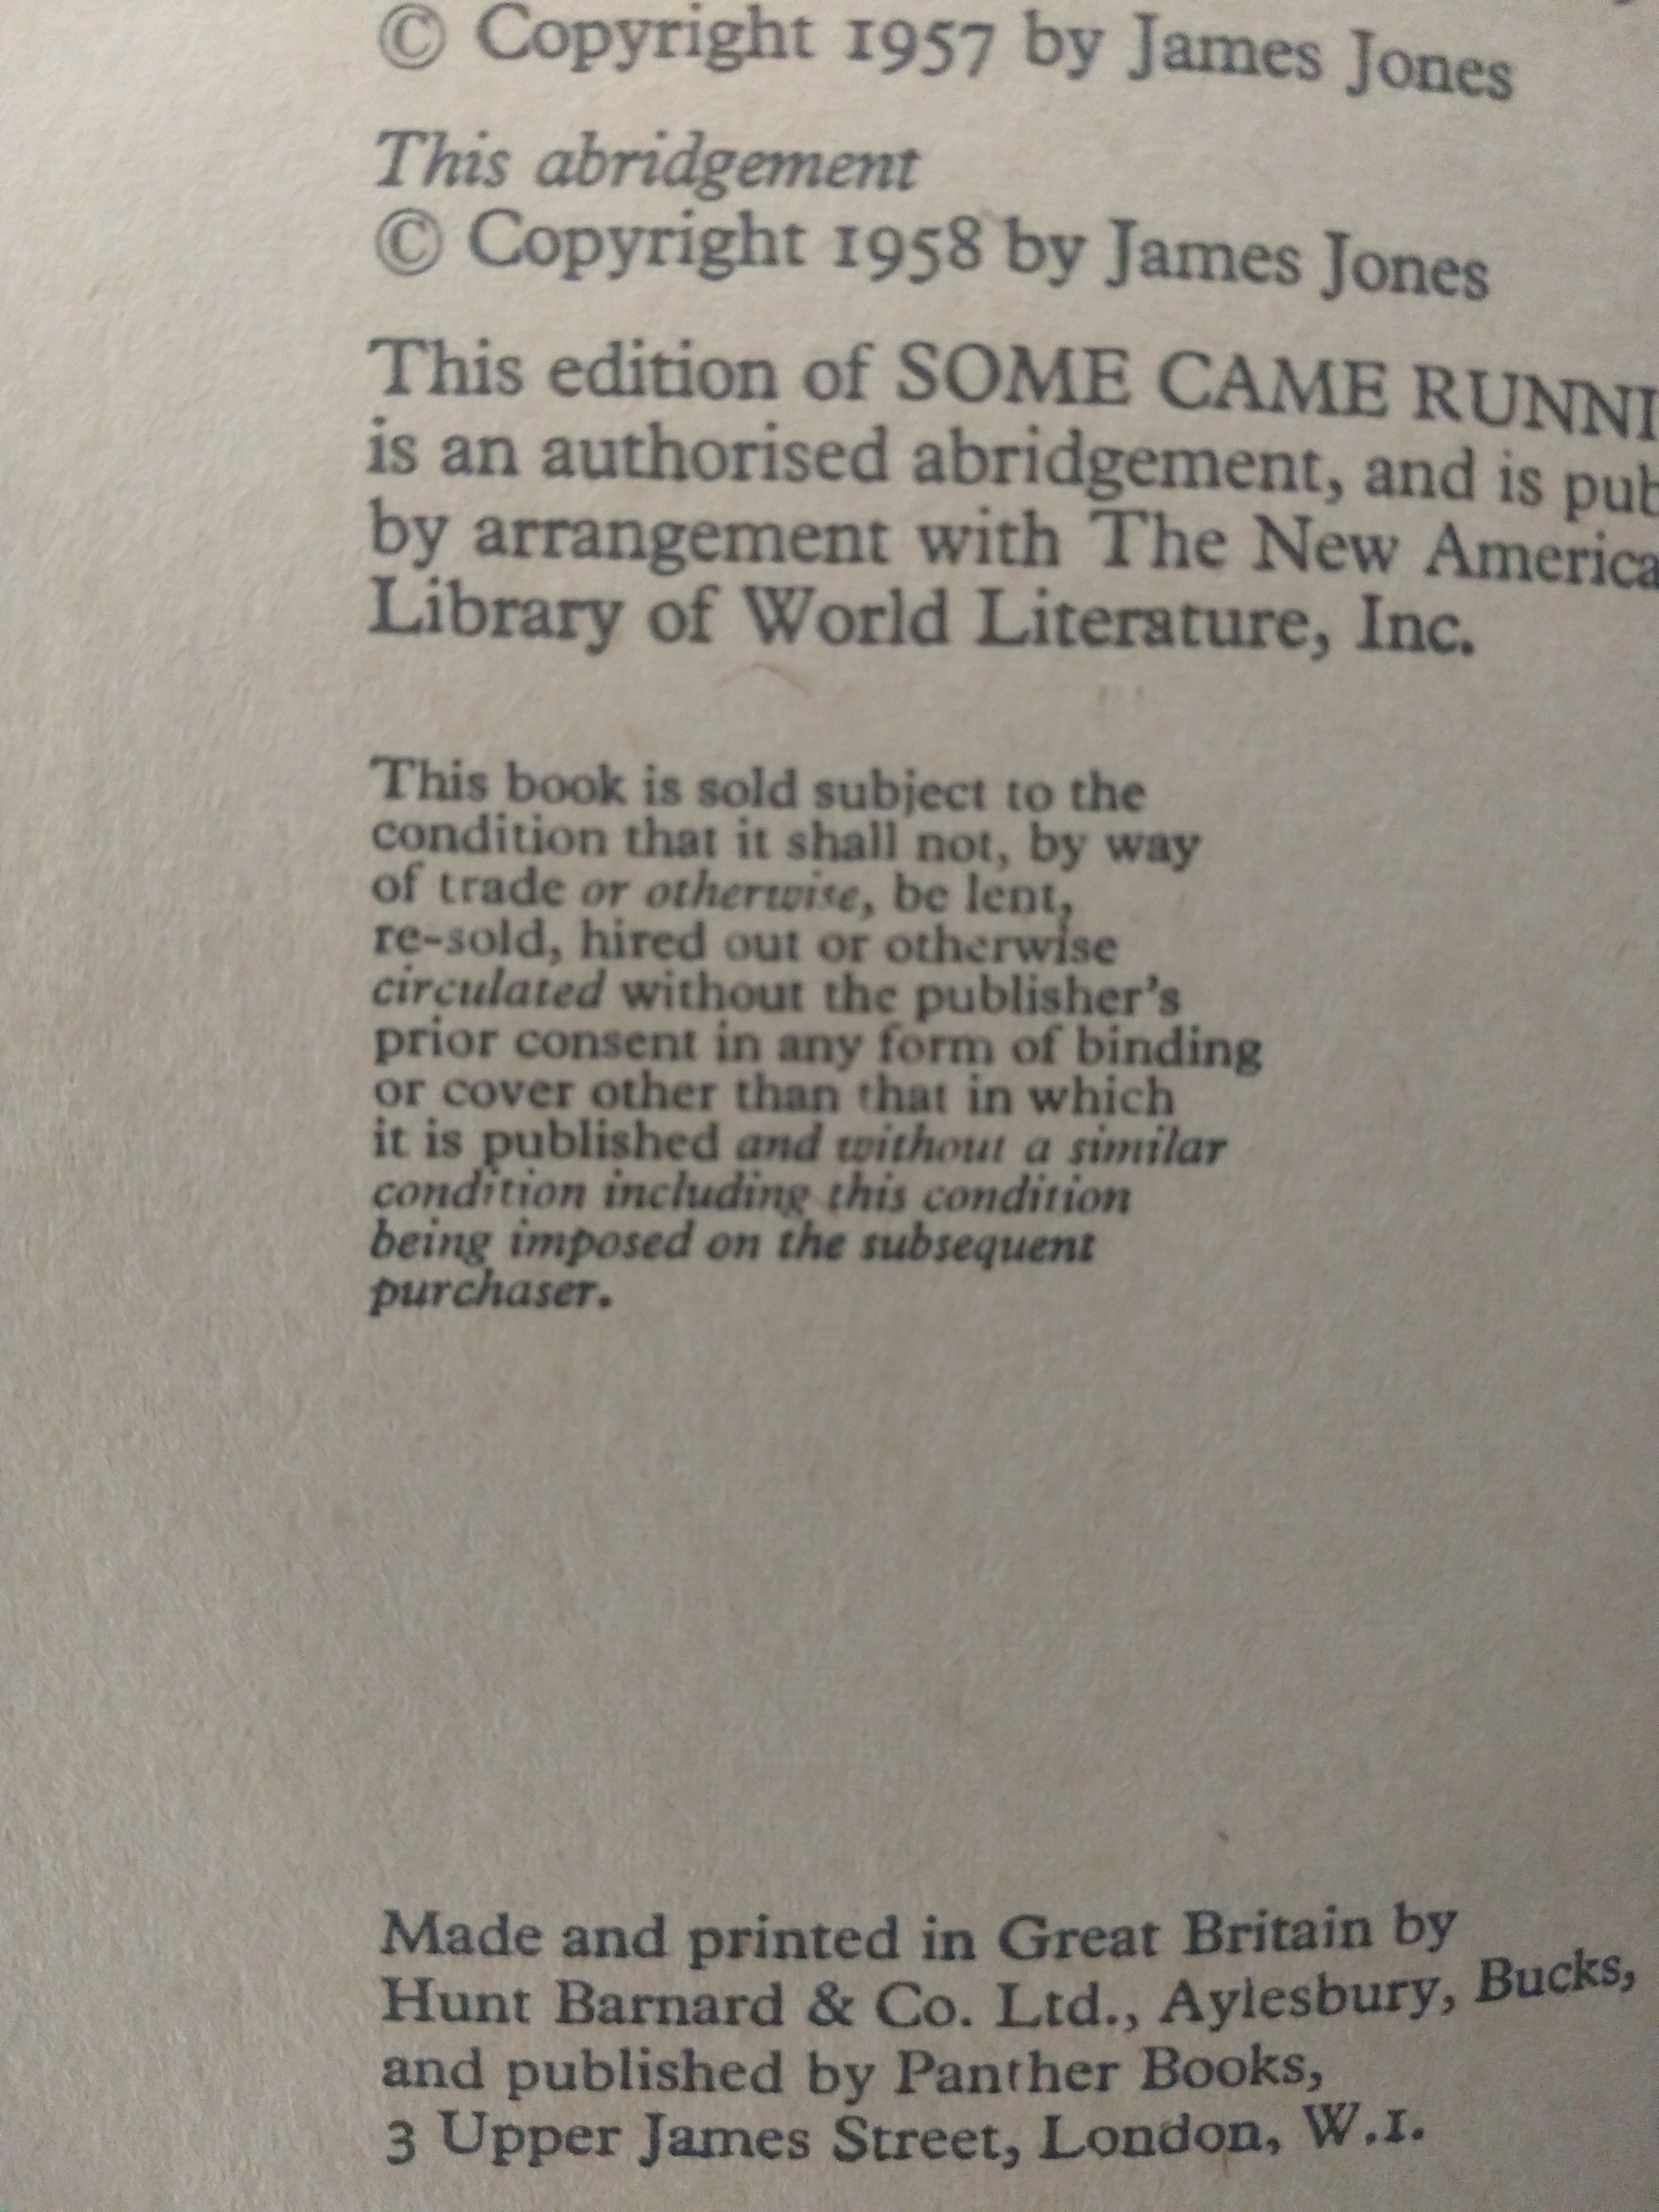 © Copyright 1957 by James Jones
This abridgement
© Copyright 1958 by James Jones
This edition of SOME CAME RUNNI
is an authorised abridgement, and is pub
by arrangement with The New America
Library of World Literature, Inc.
This book is sold subject to the
condition that it shall not, by way
of trade or otherwise, be lent,
re-sold, hired out or otherwise
circulated without the publisher's
prior consent in any form of binding
or cover other than that in which
it is published and without a similar
condition including this condition
being imposed on the subsequent
purchaser.
Made and printed in Great Britain by
Hunt Barnard & Co. Ltd., Aylesbury, Bucks,
and published by Panther Books,
3 Upper James Street, London, W.1.